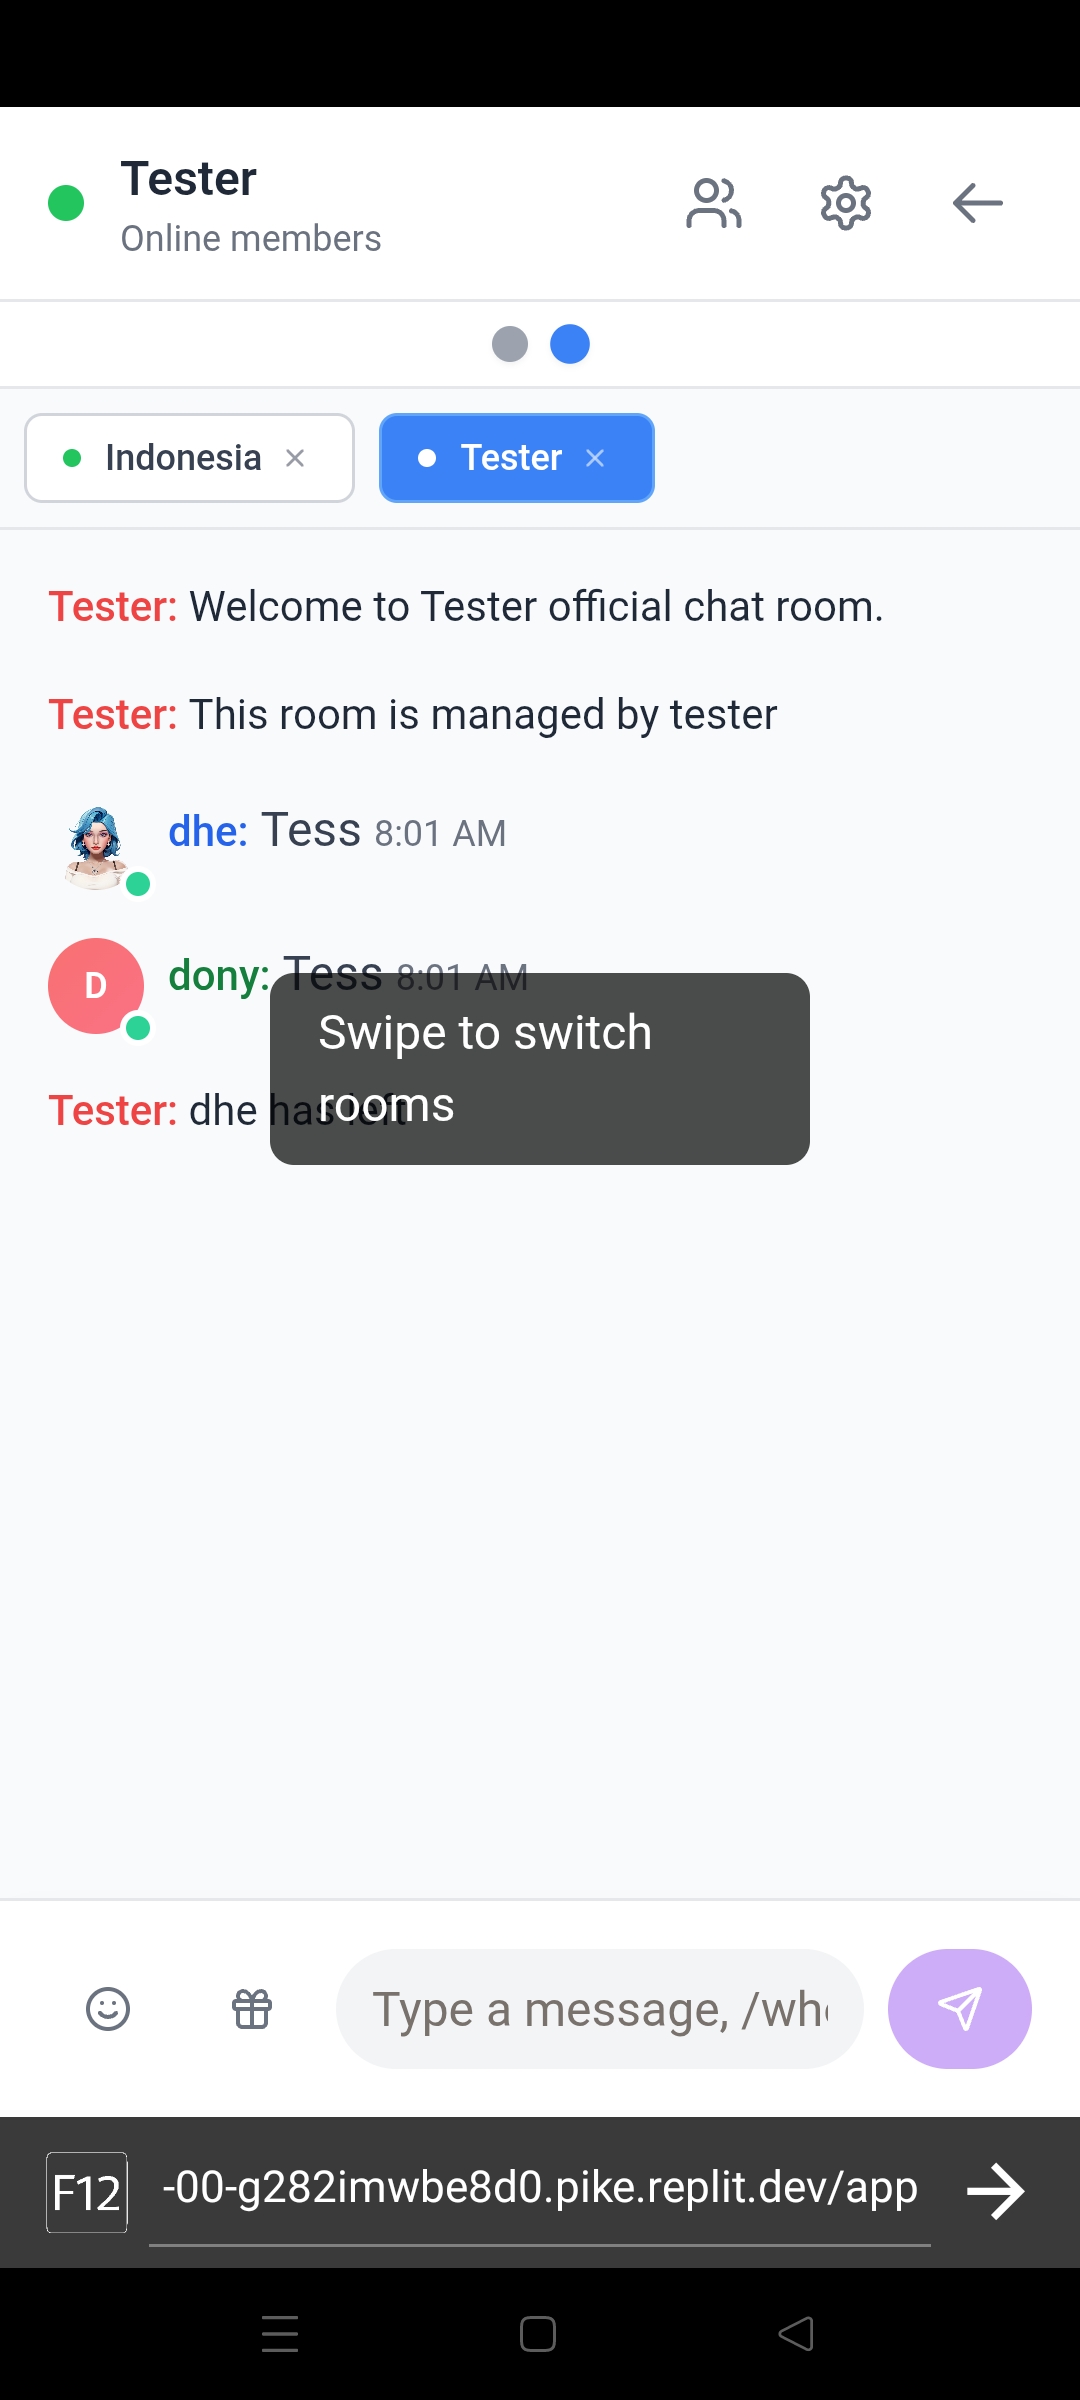 Tester
Online members
Indonesia ×
Tester ×
Tester: Welcome to Tester official chat room.
Tester: This room is managed by tester
dhe: Tess 8:01 AM
D
dony: Tess 8:01 AM
Swipe to switch
rooms
Tester: dhe has left
Type a message, /who
F12
-00-g282imwbe8d0.pike.replit.dev/app